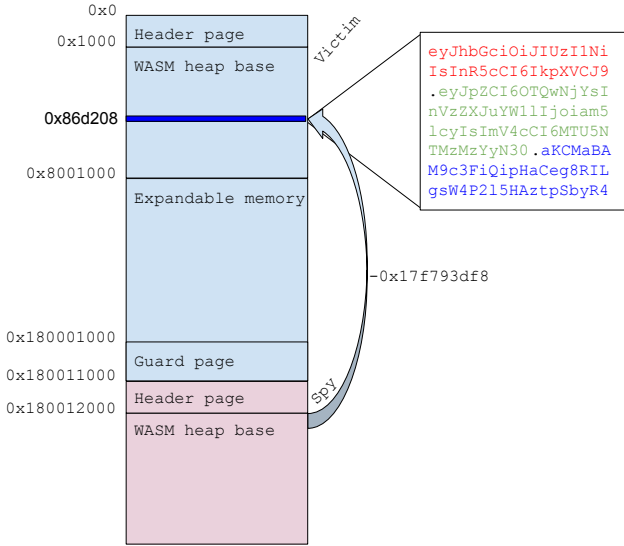 0x0
0x1000
Header page
WASM heap base
Victim
0x86d208
0x8001000
Expandable memory
eyJhbGciOiJIUzI1Ni
IsInR5cCI6IkpXVCJ9
.eyJpZCI6OTQwNjYsI
nVzZXJuYW1lIjoiam5
lcyIsImV4cCI6MTU5N
TMzMzYyN30.aKCMaBA
M9c3FiQipHaCeg8RIL
gsW4P2l5HAztpSbyR4
-0x17f793df8
0x180001000
Guard page
0x180011000
Header page
Spy
0x180012000
WASM heap base